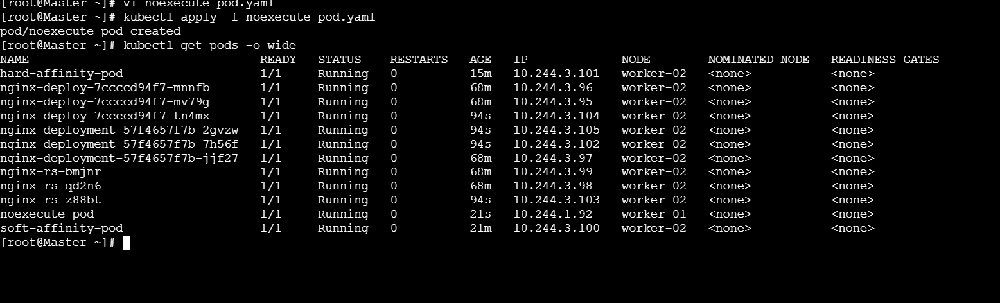 [root@Master ~]# vi noexecute-pod.yaml
[root@Master ~]# kubectl apply -f noexecute-pod.yaml
pod/noexecute-pod created
[root@Master ~]# kubectl get pods -o wide
NAME READY STATUS RESTARTS AGE IP NODE NOMINATED NODE READINESS GATES
hard-affinity-pod 1/1 Running 0 15m 10.244.3.101 worker-02 <none> <none>
nginx-deploy-7ccccd94f7-mnnfb 1/1 Running 0 68m 10.244.3.96 worker-02 <none> <none>
nginx-deploy-7ccccd94f7-mv79g 1/1 Running 0 68m 10.244.3.95 worker-02 <none> <none>
nginx-deploy-7ccccd94f7-tn4mx 1/1 Running 0 94s 10.244.3.104 worker-02 <none> <none>
nginx-deployment-57f4657f7b-2gvzw 1/1 Running 0 94s 10.244.3.105 worker-02 <none> <none>
nginx-deployment-57f4657f7b-7h56f 1/1 Running 0 94s 10.244.3.102 worker-02 <none> <none>
nginx-deployment-57f4657f7b-jjf27 1/1 Running 0 68m 10.244.3.97 worker-02 <none> <none>
nginx-rs-bmjnr 1/1 Running 0 68m 10.244.3.99 worker-02 <none> <none>
nginx-rs-qd2n6 1/1 Running 0 68m 10.244.3.98 worker-02 <none> <none>
nginx-rs-z88bt 1/1 Running 0 94s 10.244.3.103 worker-02 <none> <none>
noexecute-pod 1/1 Running 0 21s 10.244.1.92 worker-01 <none> <none>
soft-affinity-pod 1/1 Running 0 21m 10.244.3.100 worker-02 <none> <none>
[root@Master ~]#